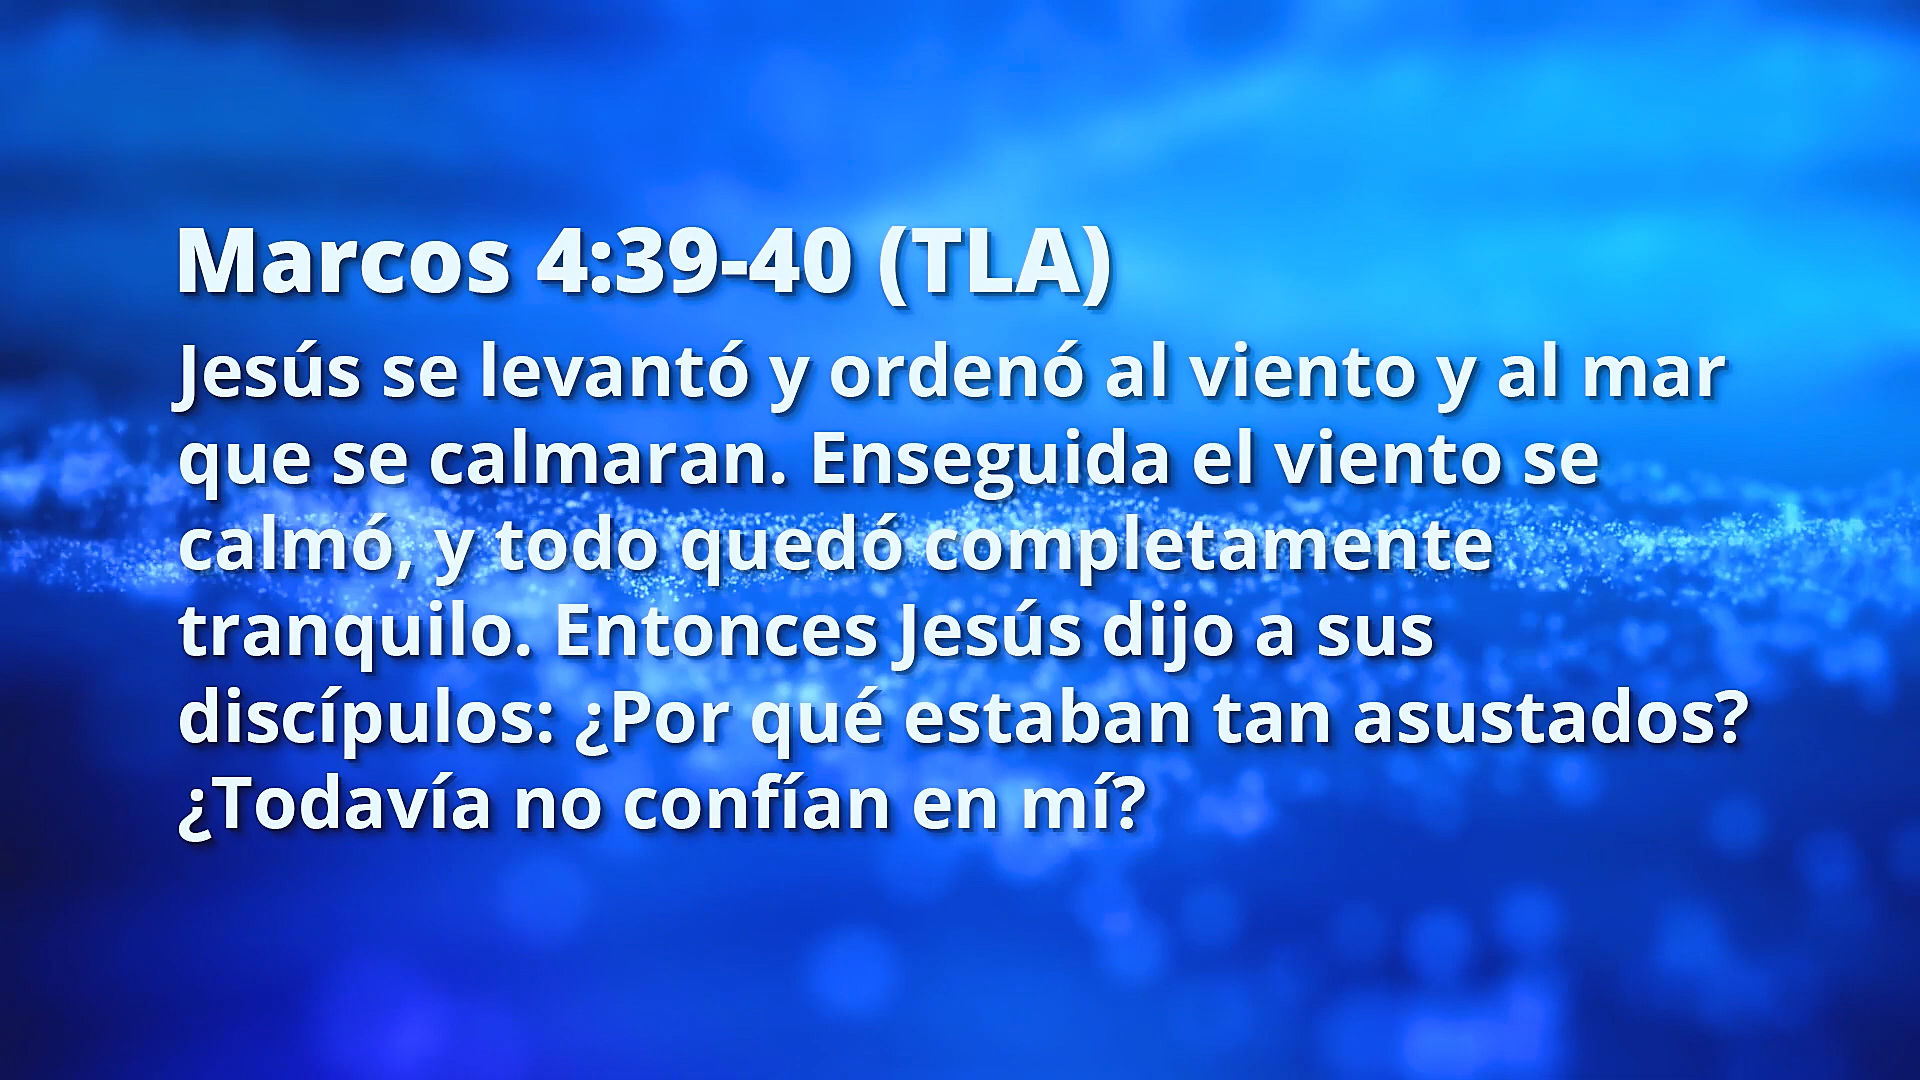 Marcos 4:39-40 (TLA)
Jesús se levantó y ordenó al viento y al mar
que se calmaran. Enseguida el viento se
calmó, y todo quedó completamente
tranquilo. Entonces Jesús dijo a sus
discípulos: ¿Por qué estaban tan asustados?
¿Todavía no confían en mí?